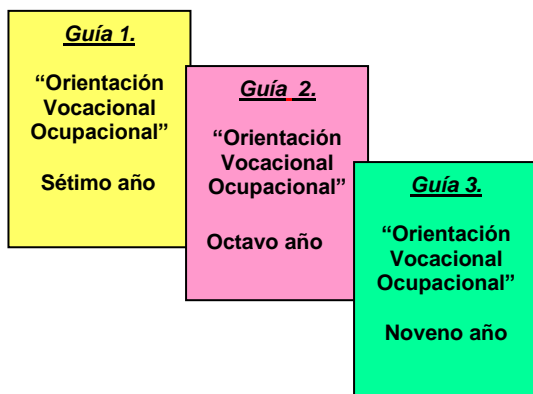 Guía 1.
“Orientación
Vocacional
Ocupacional”
Sétimo año
Guía 2.
“Orientación
Vocacional
Ocupacional”
Octavo año
Guía 3.
“Orientación
Vocacional
Ocupacional”
Noveno año